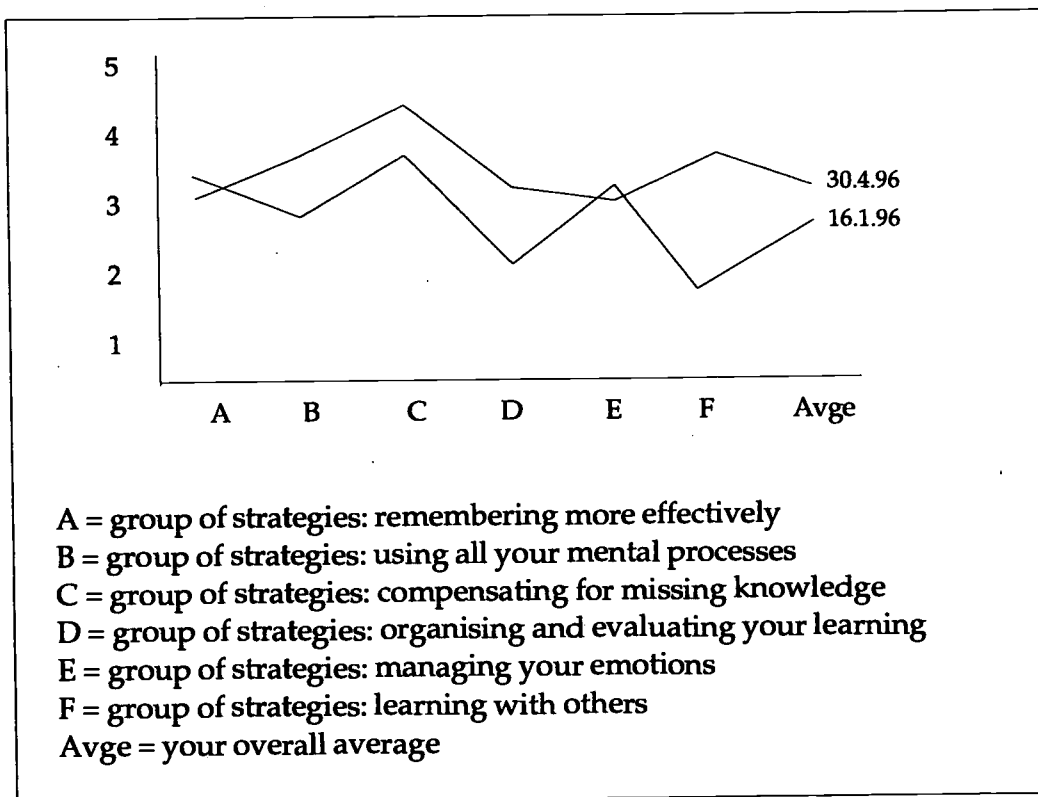 5
4
3
2
1
30.4.96
16.1.96
A B C D E F Avge
A = group of strategies: remembering more effectively
B = group of strategies: using all your mental processes
C = group of strategies: compensating for missing knowledge
D = group of strategies: organising and evaluating your learning
E = group of strategies: managing your emotions
F = group of strategies: learning with others
Avge = your overall average